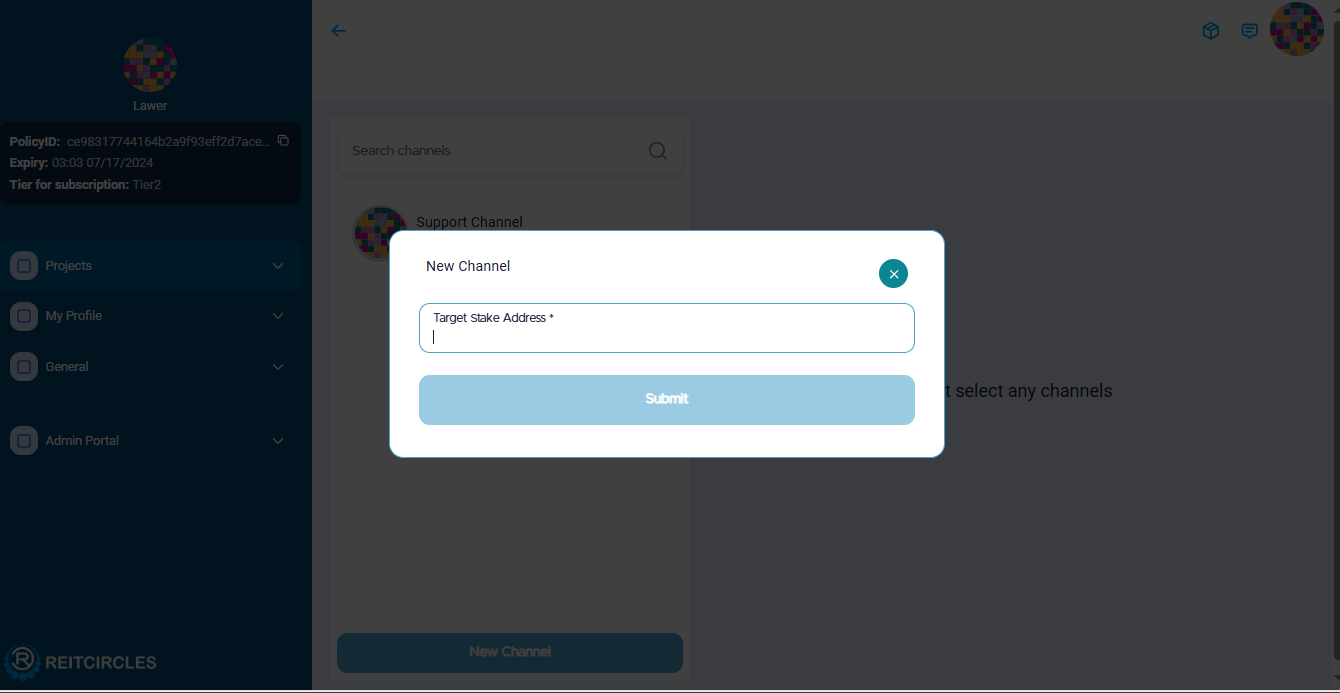 Lawer
PolicyID: ce98317744164b2a9f93eff2d7ace...
Expiry: 03:03 07/17/2024
Tier for subscription: Tier2
Projects
My Profile
General
Admin Portal
REITCIRCLES
Search channels
Support Channel
New Channel
Target Stake Address *
Submit
t select any channels
New Channel